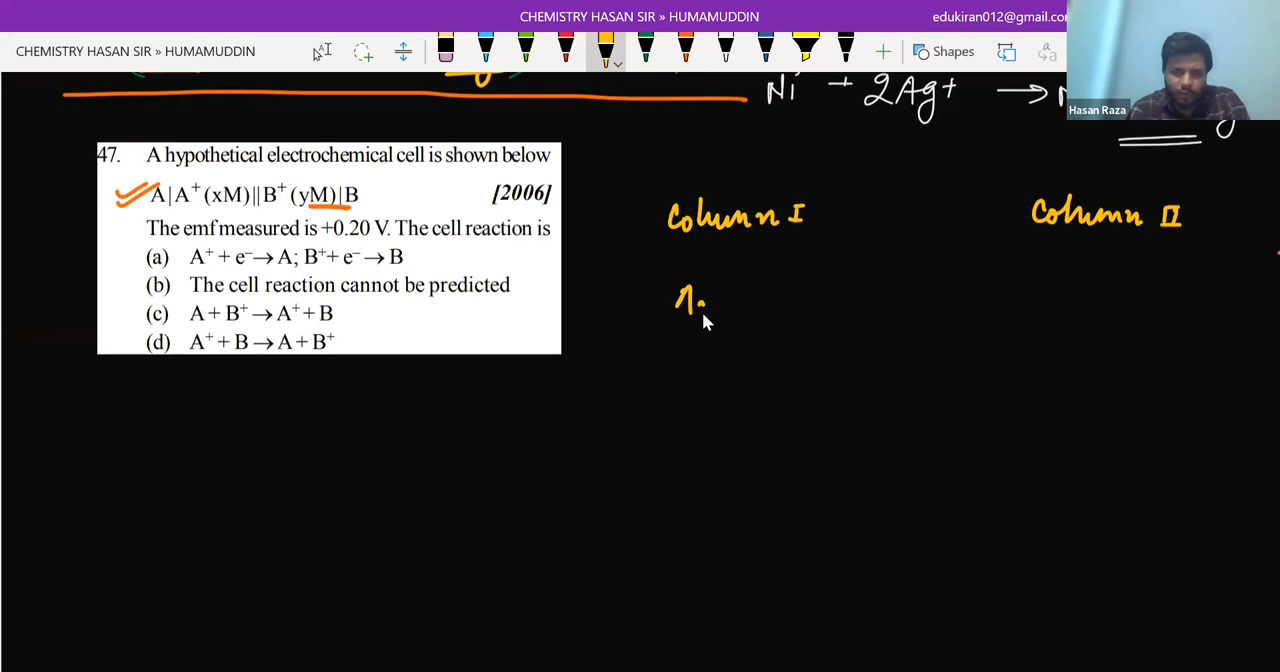 CHEMISTRY HASAN SIR » HUMAMUDDIN
edukiran012@gmail.co
CHEMISTRY HASAN SIR » HUMAMUDDIN
Shapes
Hasan Raza
Ni + 2Ag+ →
47. A hypothetical electrochemical cell is shown below
A|A⁺(xM)||B⁺(yM)|B [2006]
The emf measured is +0.20 V. The cell reaction is
(a) A⁺ + e⁻→ A; B⁺+ e⁻ → B
(b) The cell reaction cannot be predicted
(c) A + B⁺ → A⁺ + B
(d) A⁺ + B → A + B⁺
Column I
Column II